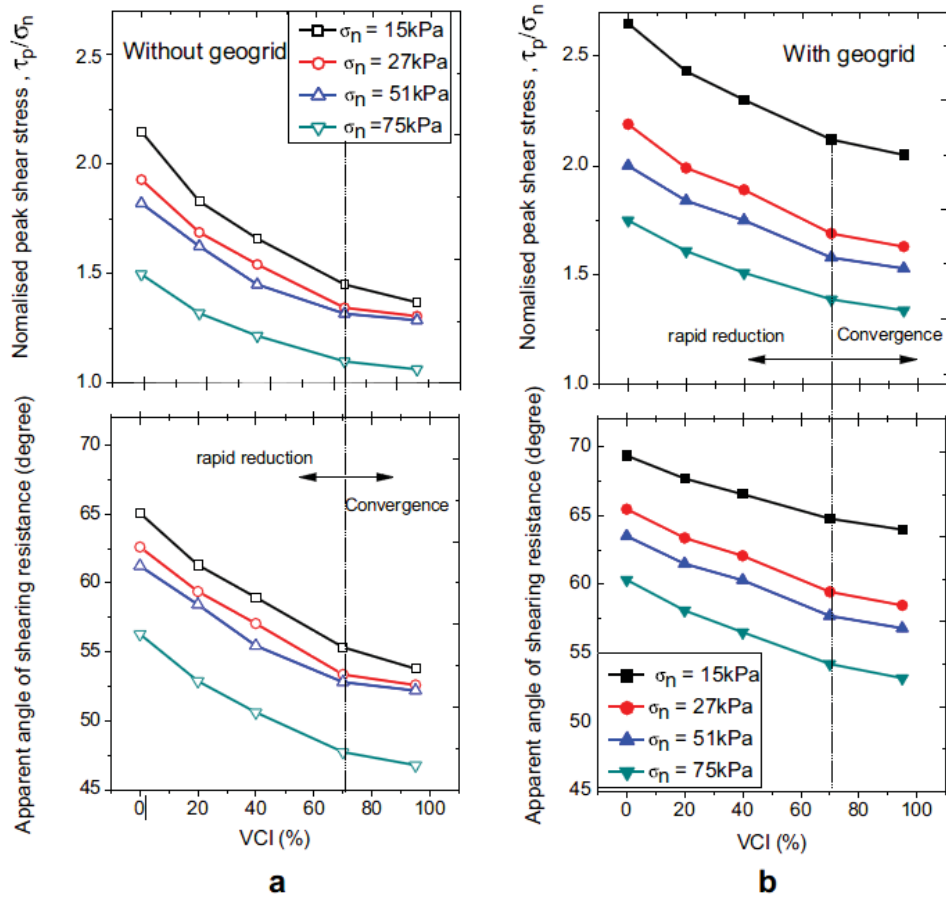 Nomalised peak shear stress , τp/σn
Without geogrid
σn = 15kPa
σn = 27kPa
σn = 51kPa
σn =75kPa
2.5
2.0
1.5
1.0
Apparent angle of shearing resistance (degree)
rapid reduction
Convergence
70
65
60
55
50
45
0 20 40 60 80 100
VCI (%)
a
Nomalised peak shear stress , τp/σn
With geogrid
2.5
2.0
1.5
1.0
rapid reduction
Convergence
Apparent angle of shearing resistance (degree)
70
65
60
55
50
45
σn = 15kPa
σn = 27kPa
σn = 51kPa
σn = 75kPa
0 20 40 60 80 100
VCI (%)
b